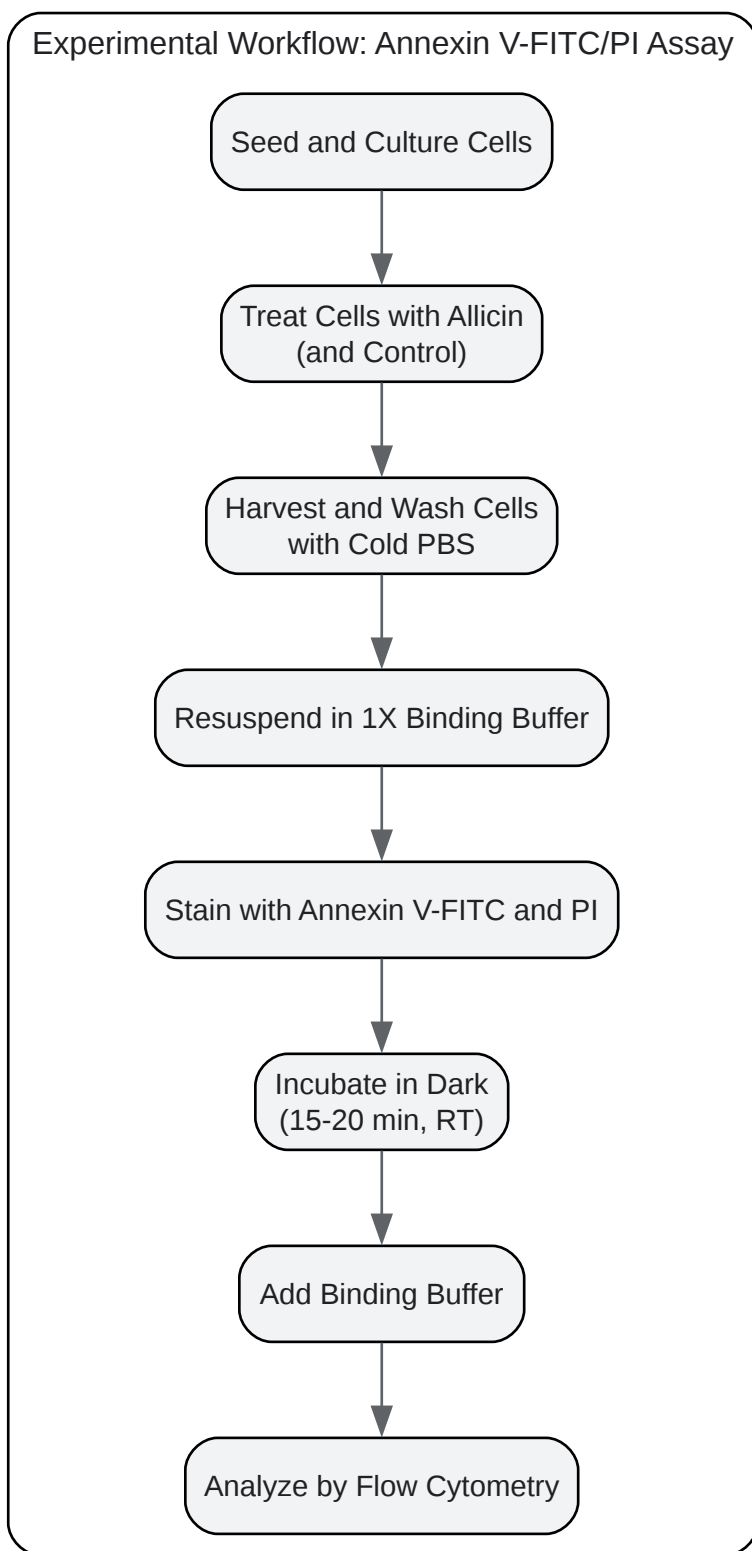 Experimental Workflow: Annexin V-FITC/PI Assay
Seed and Culture Cells
Treat Cells with Allicin
(and Control)
Harvest and Wash Cells
with Cold PBS
Resuspend in 1X Binding Buffer
Stain with Annexin V-FITC and PI
Incubate in Dark
(15-20 min, RT)
Add Binding Buffer
Analyze by Flow Cytometry